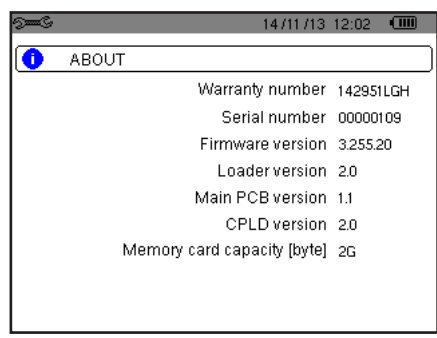 14/11/13 12:02
ABOUT
Warranty number 142951LGH
Serial number 00000109
Firmware version 3.255.20
Loader version 2.0
Main PCB version 1.1
CPLD version 2.0
Memory card capacity [byte] 2G